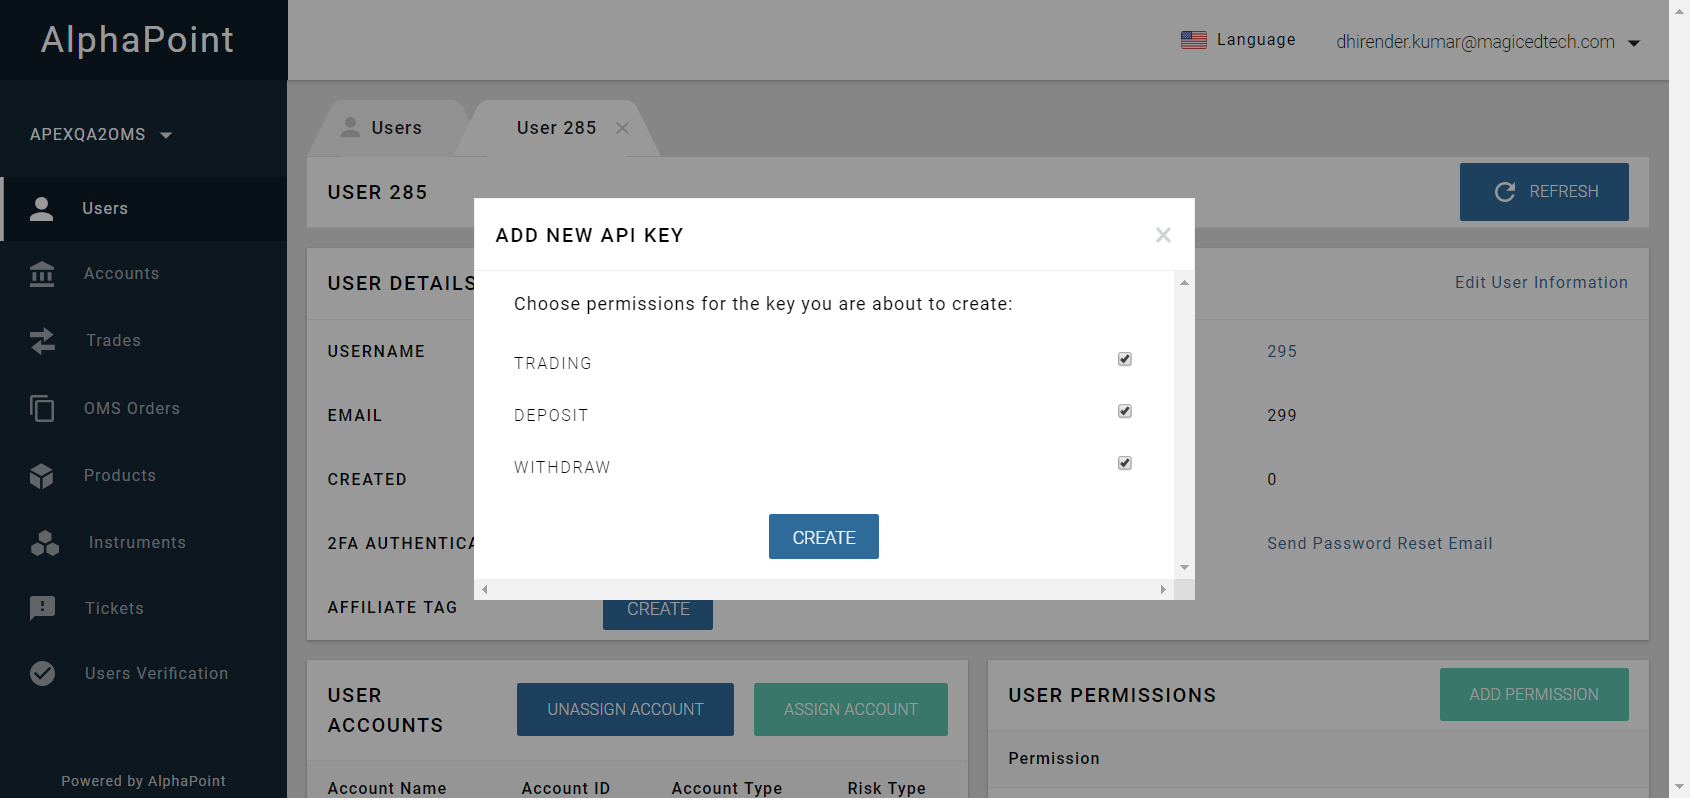 AlphaPoint
Language
dhirender.kumar@magicedtech.com
APEXQA2OMS
Users
Accounts
Trades
OMS Orders
Products
Instruments
Tickets
Users Verification
Powered by AlphaPoint
Users
User 285
USER 285
REFRESH
ADD NEW API KEY
Choose permissions for the key you are about to create:
TRADING
DEPOSIT
WITHDRAW
CREATE
USER DETAILS
Edit User Information
USERNAME
295
EMAIL
299
CREATED
0
2FA AUTHENTICA
Send Password Reset Email
AFFILIATE TAG
CREATE
USER
ACCOUNTS
UNASSIGN ACCOUNT
ASSIGN ACCOUNT
Account Name Account ID Account Type Risk Type
USER PERMISSIONS
ADD PERMISSION
Permission